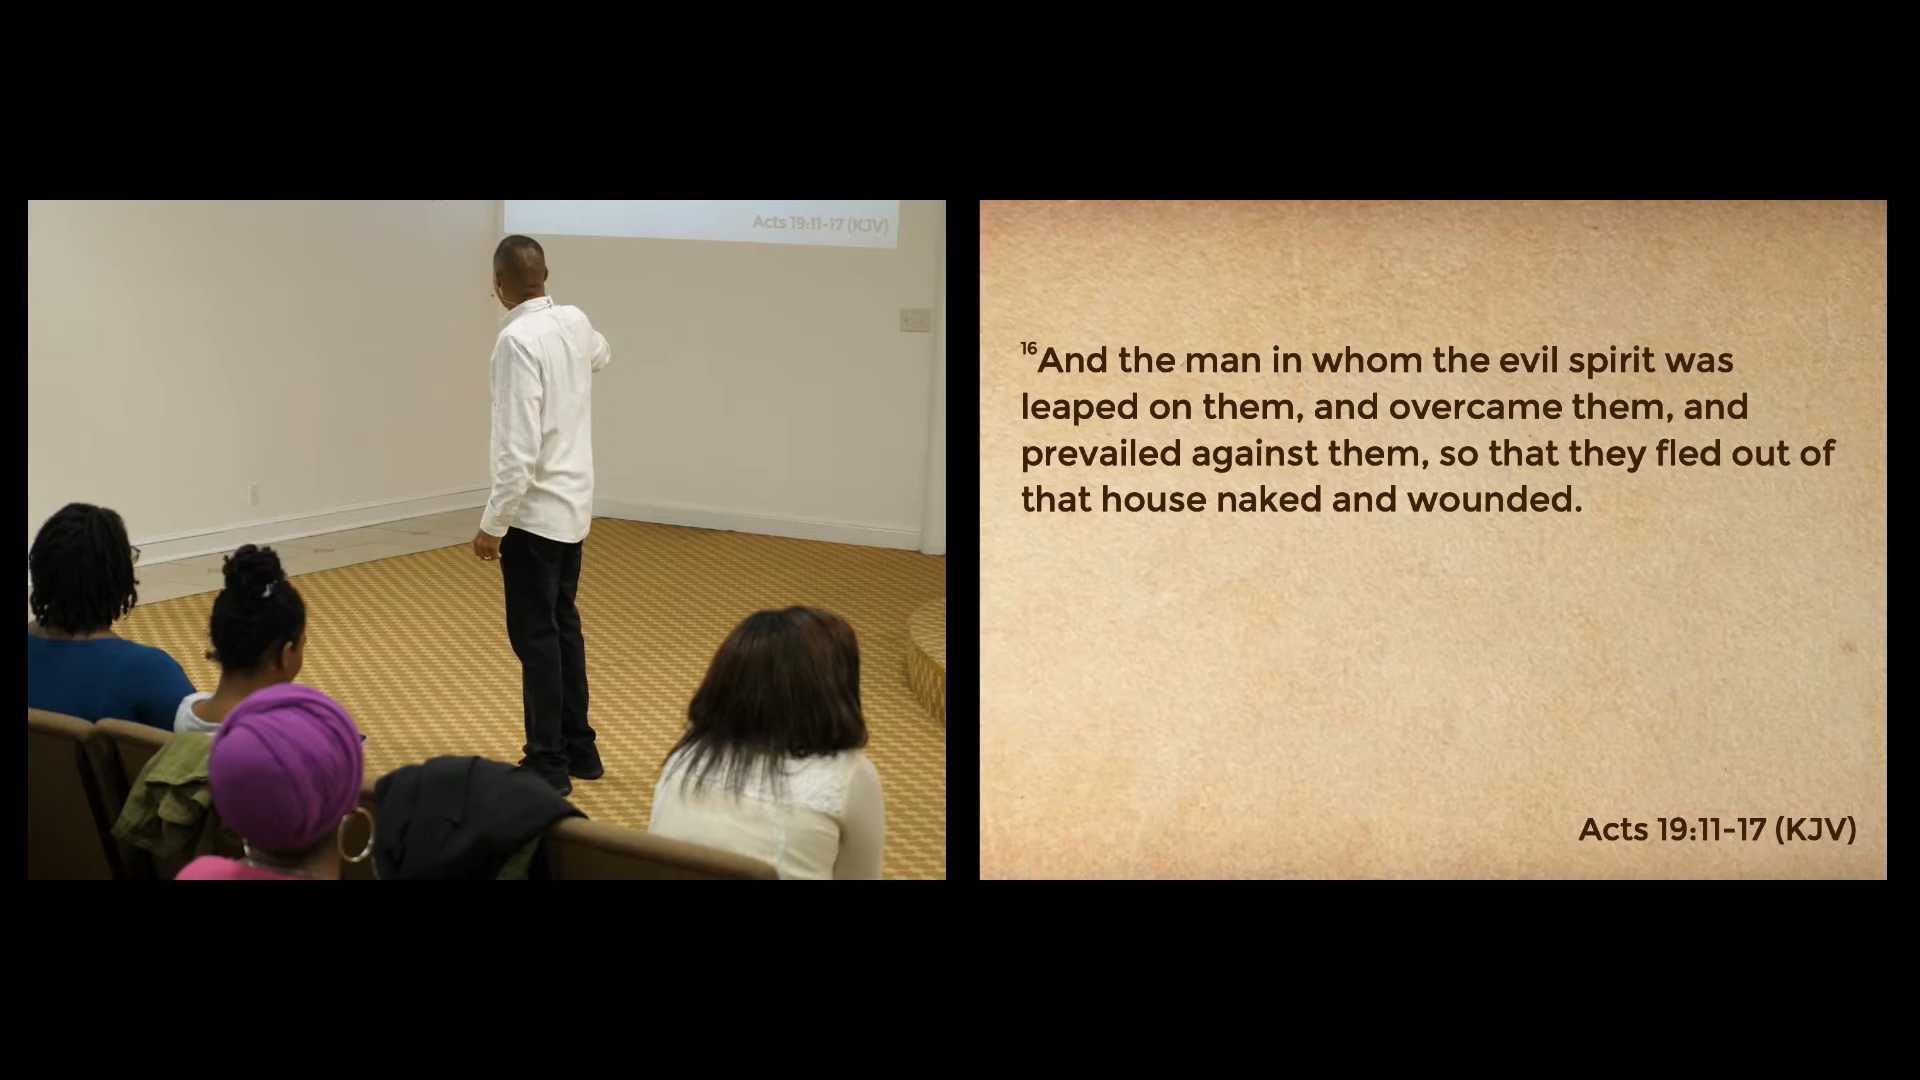 Acts 19:11-17 (KJV)
16And the man in whom the evil spirit was
leaped on them, and overcame them, and
prevailed against them, so that they fled out of
that house naked and wounded.
Acts 19:11-17 (KJV)